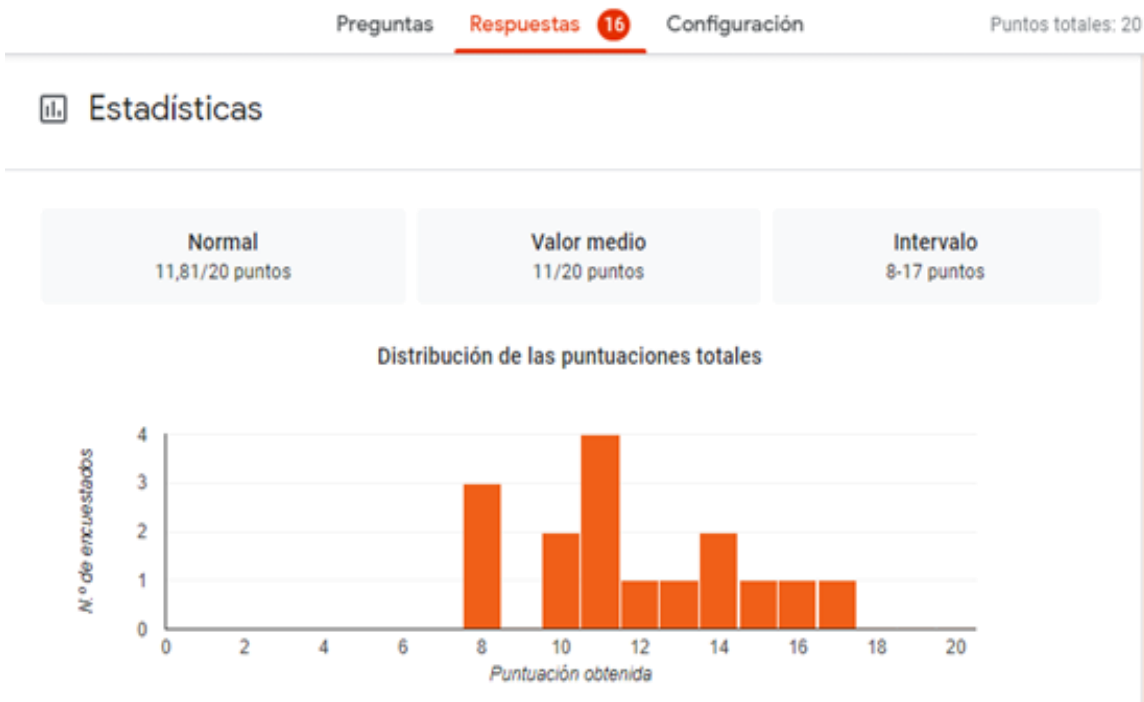 Preguntas Respuestas 16 Configuración Puntos totales: 20
Estadísticas
Normal Valor medio Intervalo
11,81/20 puntos 11/20 puntos 8-17 puntos
Distribución de las puntuaciones totales
N.º de encuestados
4
3
2
1
0
0 2 4 6 8 10 12 14 16 18 20
Puntuación obtenida